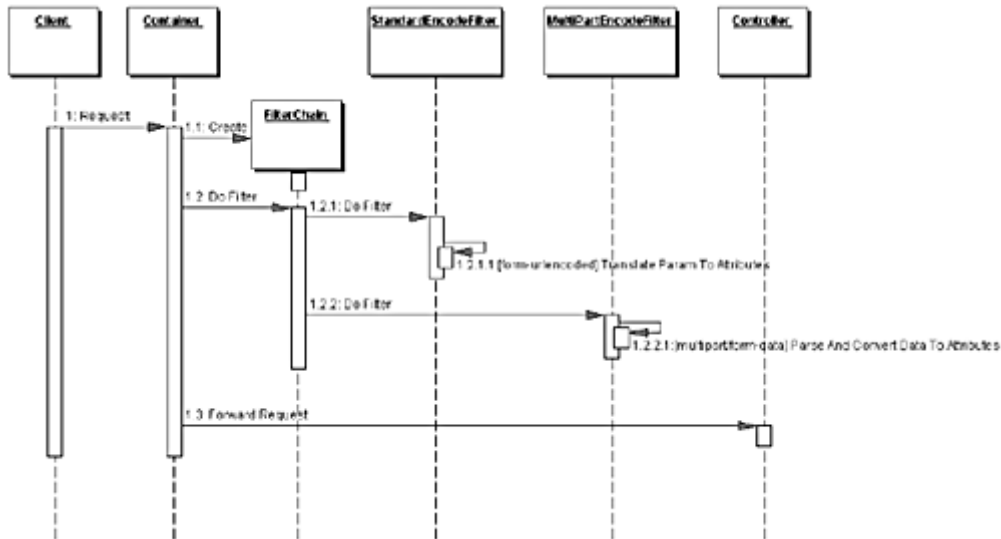 Client
Container
StandardEncodeFilter
MultiPartEncodeFilter
Controller
FilterChain
1: Request
1.1: Create
1.2: Do Filter
1.2.1: Do Filter
1.2.1.1:[form-urlencoded] Translate Param To Attributes
1.2.2: Do Filter
1.2.2.1:[multipart/form-data] Parse And Convert Data To Attributes
1.3: Forward Request